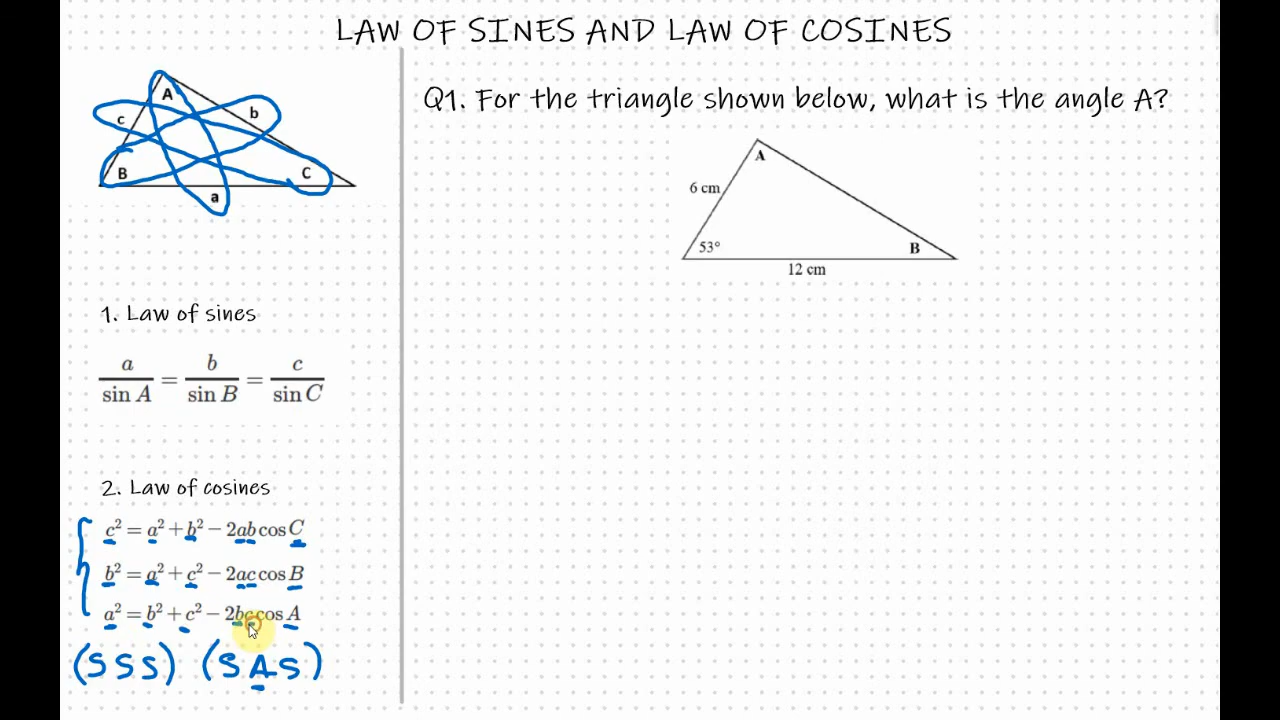 LAW OF SINES AND LAW OF COSINES
A
c
b
B
C
a
1. Law of sines
a/sin A = b/sin B = c/sin C
2. Law of cosines
c² = a² + b² − 2ab cos C
b² = a² + c² − 2ac cos B
a² = b² + c² − 2bc cos A
(SSS) (SAS)
Q1. For the triangle shown below, what is the angle A?
A
6 cm
53°
B
12 cm